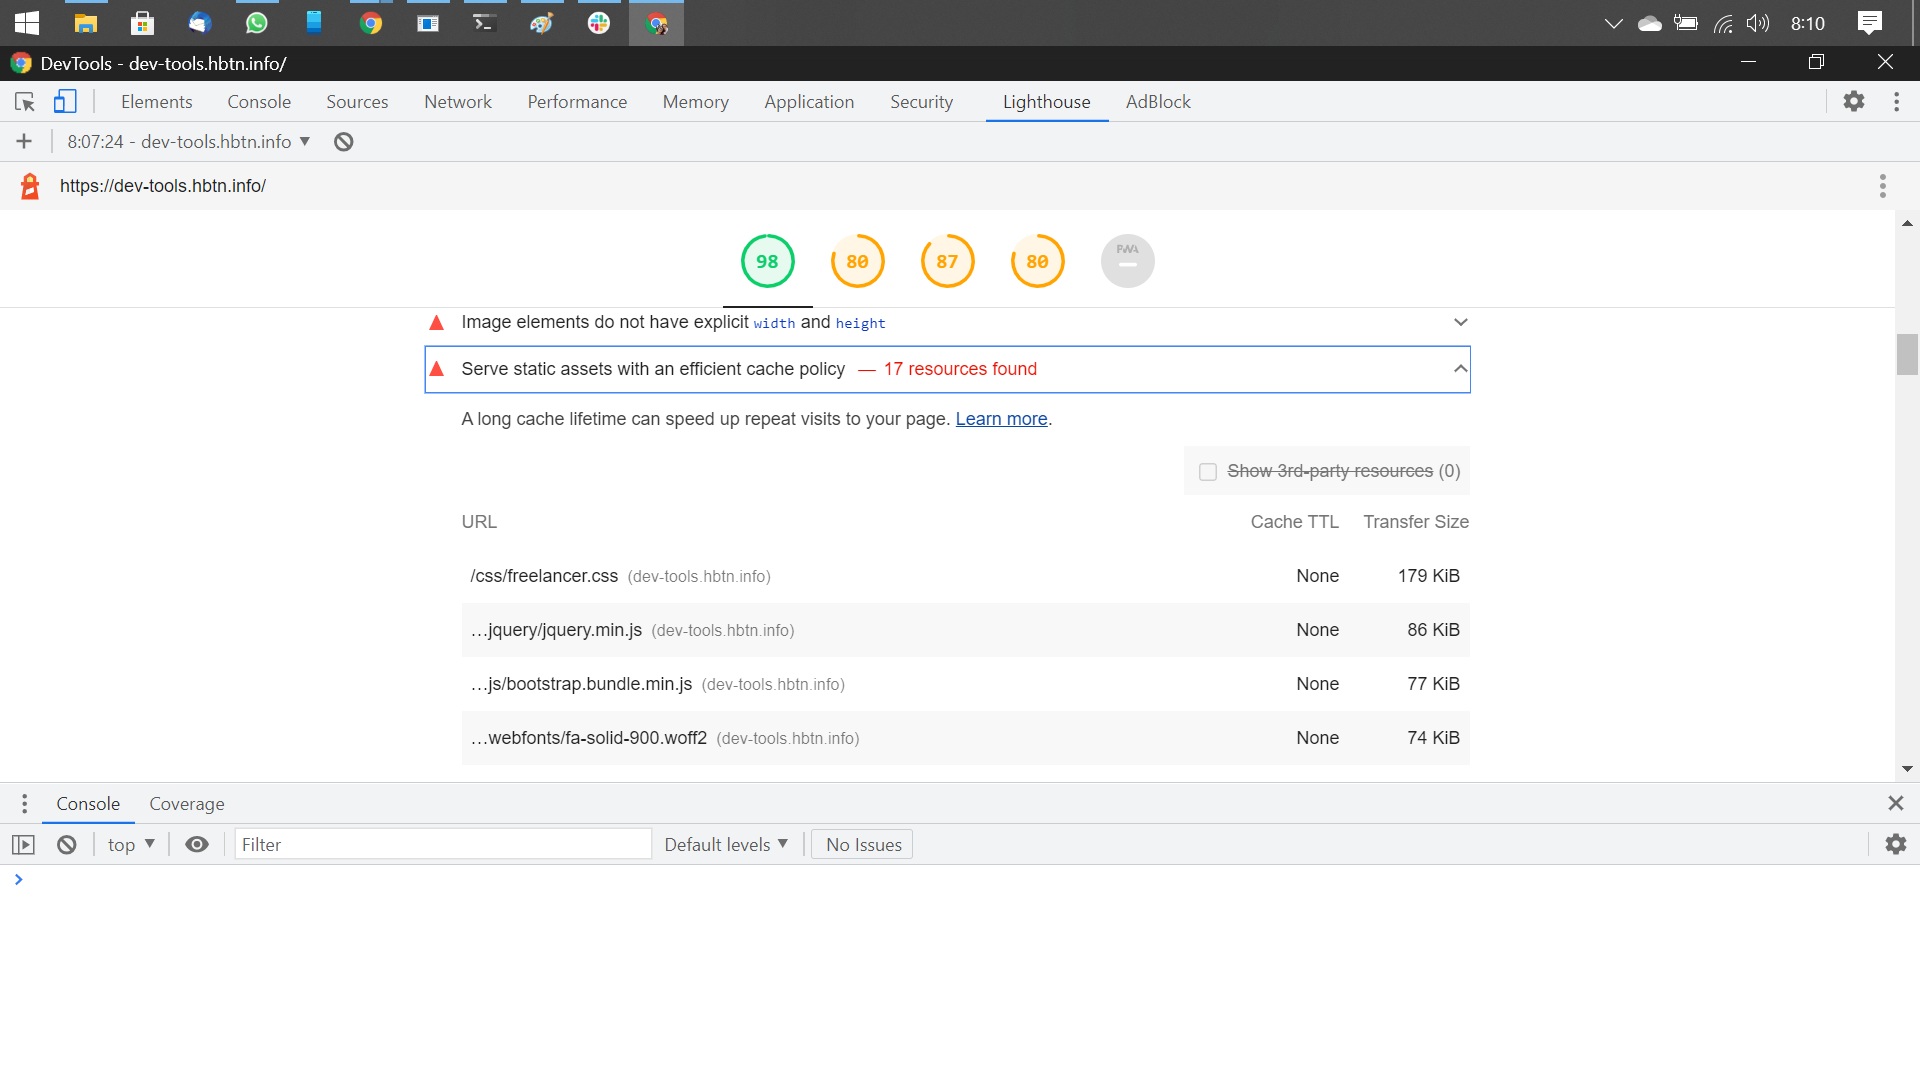 8:10
DevTools - dev-tools.hbtn.info/
Elements Console Sources Network Performance Memory Application Security Lighthouse AdBlock
8:07:24 - dev-tools.hbtn.info
https://dev-tools.hbtn.info/
98 80 87 80 PWA
Image elements do not have explicit width and height
Serve static assets with an efficient cache policy — 17 resources found
A long cache lifetime can speed up repeat visits to your page. Learn more.
Show 3rd-party resources (0)
URL Cache TTL Transfer Size
/css/freelancer.css (dev-tools.hbtn.info) None 179 KiB
…jquery/jquery.min.js (dev-tools.hbtn.info) None 86 KiB
…js/bootstrap.bundle.min.js (dev-tools.hbtn.info) None 77 KiB
…webfonts/fa-solid-900.woff2 (dev-tools.hbtn.info) None 74 KiB
Console Coverage
top Filter Default levels No Issues